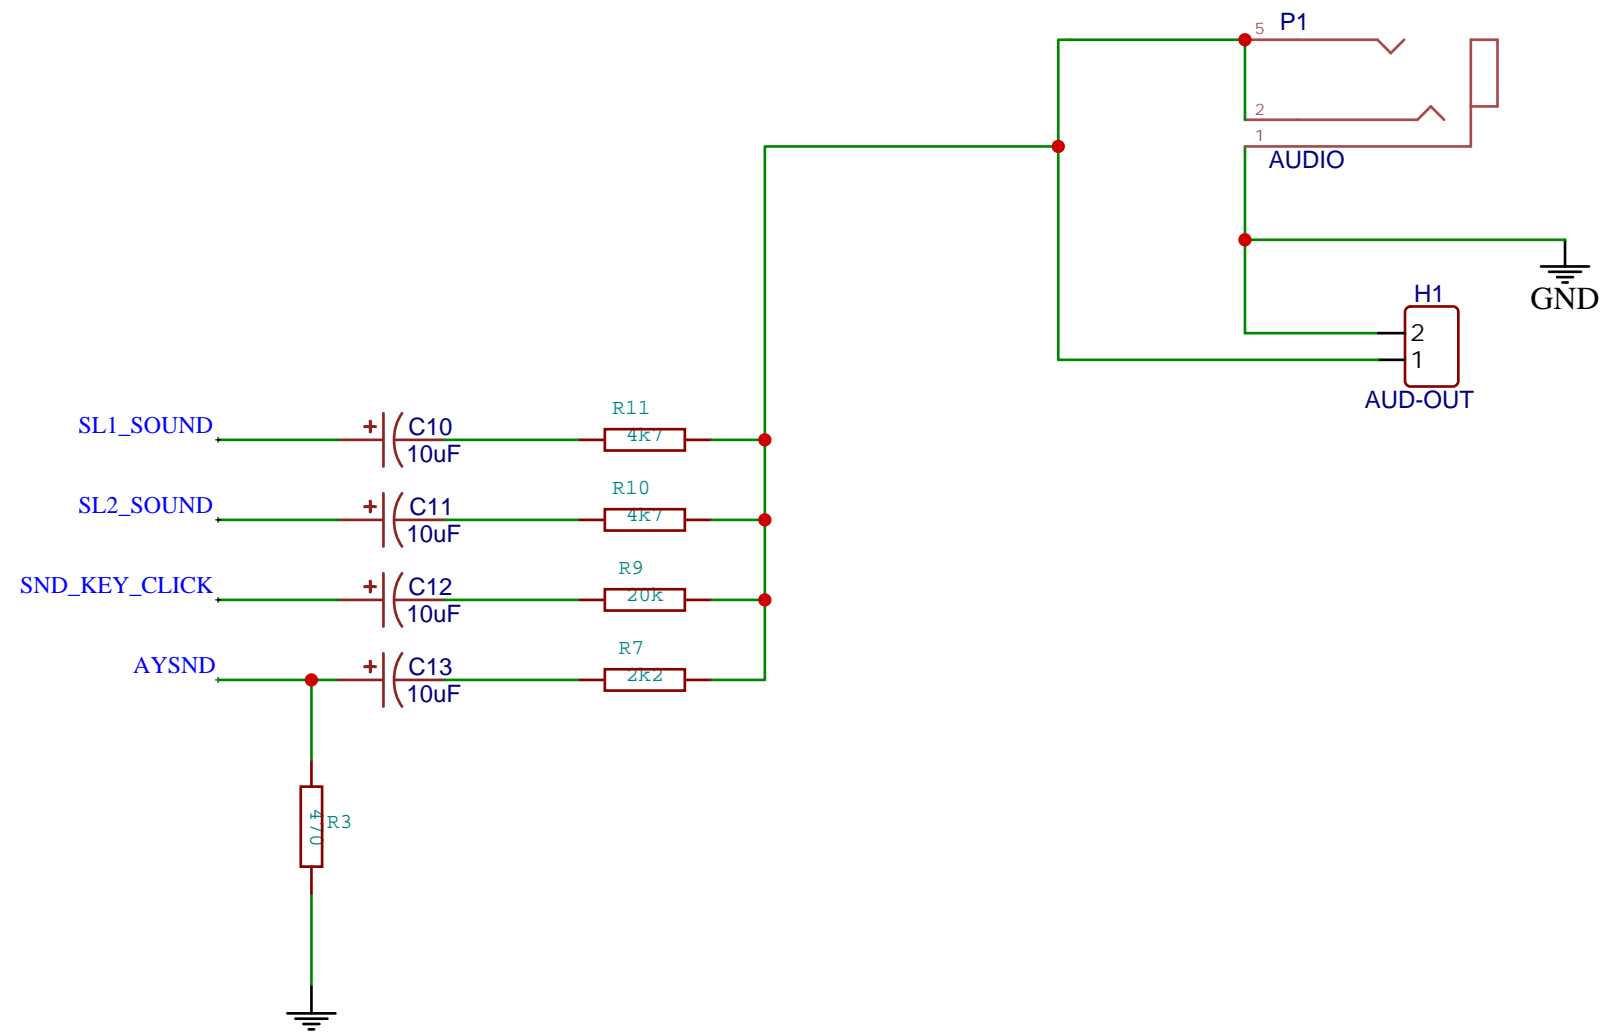 5 P1
2
1
AUDIO
GND
H1
2
1
AUD-OUT
SL1_SOUND + C10 R11
10uF 4k7
SL2_SOUND + C11 R10
10uF 4k7
SND_KEY_CLICK + C12 R9
10uF 20k
AYSND + C13 R7
10uF 2k2
470 R3